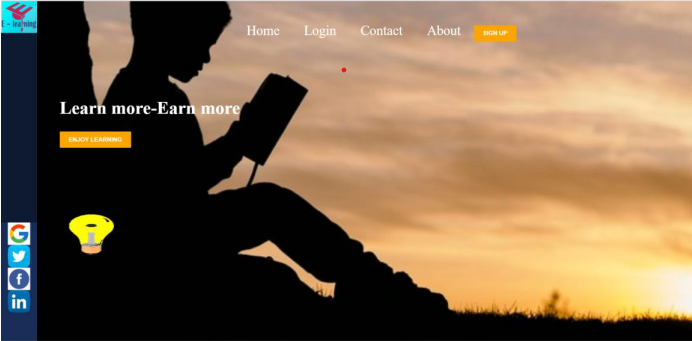 E - learning
Home Login Contact About SIGN UP
Learn more-Earn more
ENJOY LEARNING
G
f
in